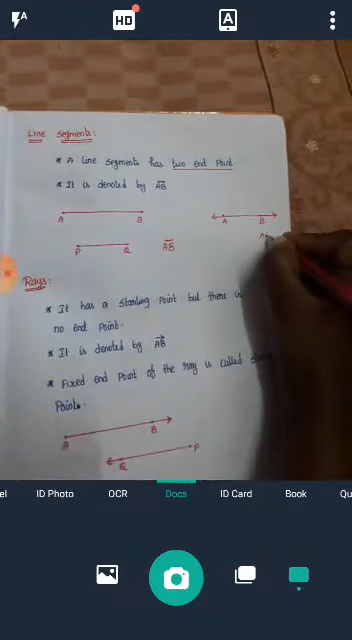 A
HD
A
Line Segments:
* A line segments has two end point.
* It is denoted by A̅B̅
A B
A B
P Q A̅B̅
A
Rays:
* It has a starting point but there is
no end point.
* It is denoted by AB→
* Fixed end point of the ray is called
Point.
A B
Q P
el
ID Photo
OCR
Docs
ID Card
Book
Qu